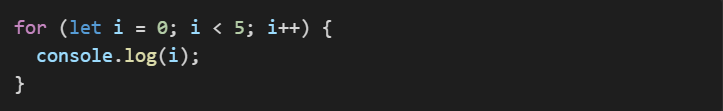 for (let i = 0; i < 5; i++) {
  console.log(i);
}